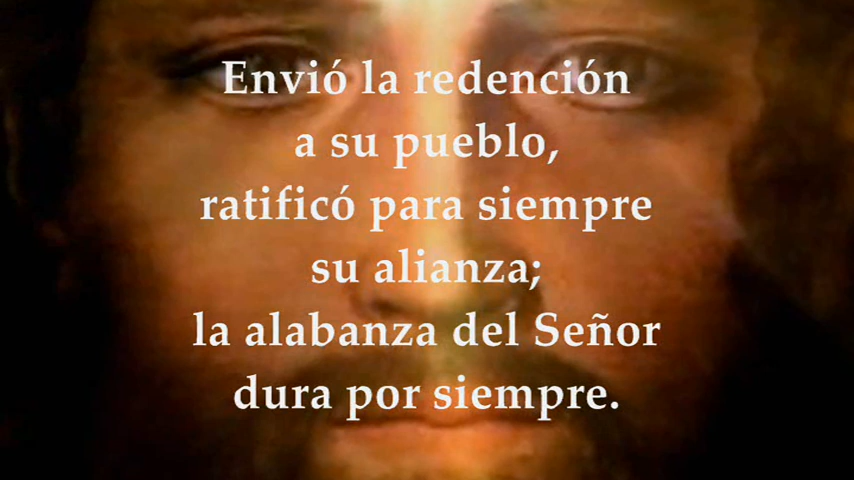 Envió la redención
a su pueblo,
ratificó para siempre
su alianza;
la alabanza del Señor
dura por siempre.